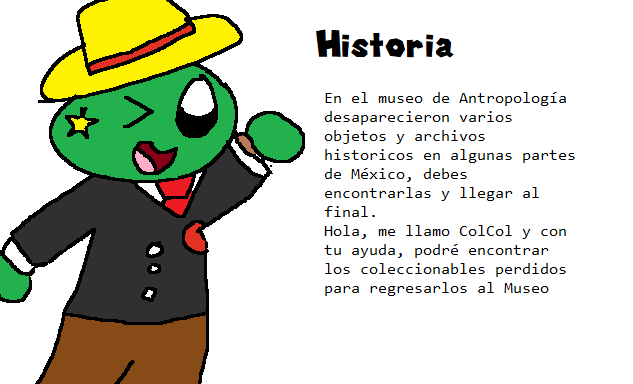 Historia
En el museo de Antropología
desaparecieron varios
objetos y archivos
historicos en algunas partes
de México, debes
encontrarlas y llegar al
final.
Hola, me llamo ColCol y con
tu ayuda, podré encontrar
los coleccionables perdidos
para regresarlos al Museo